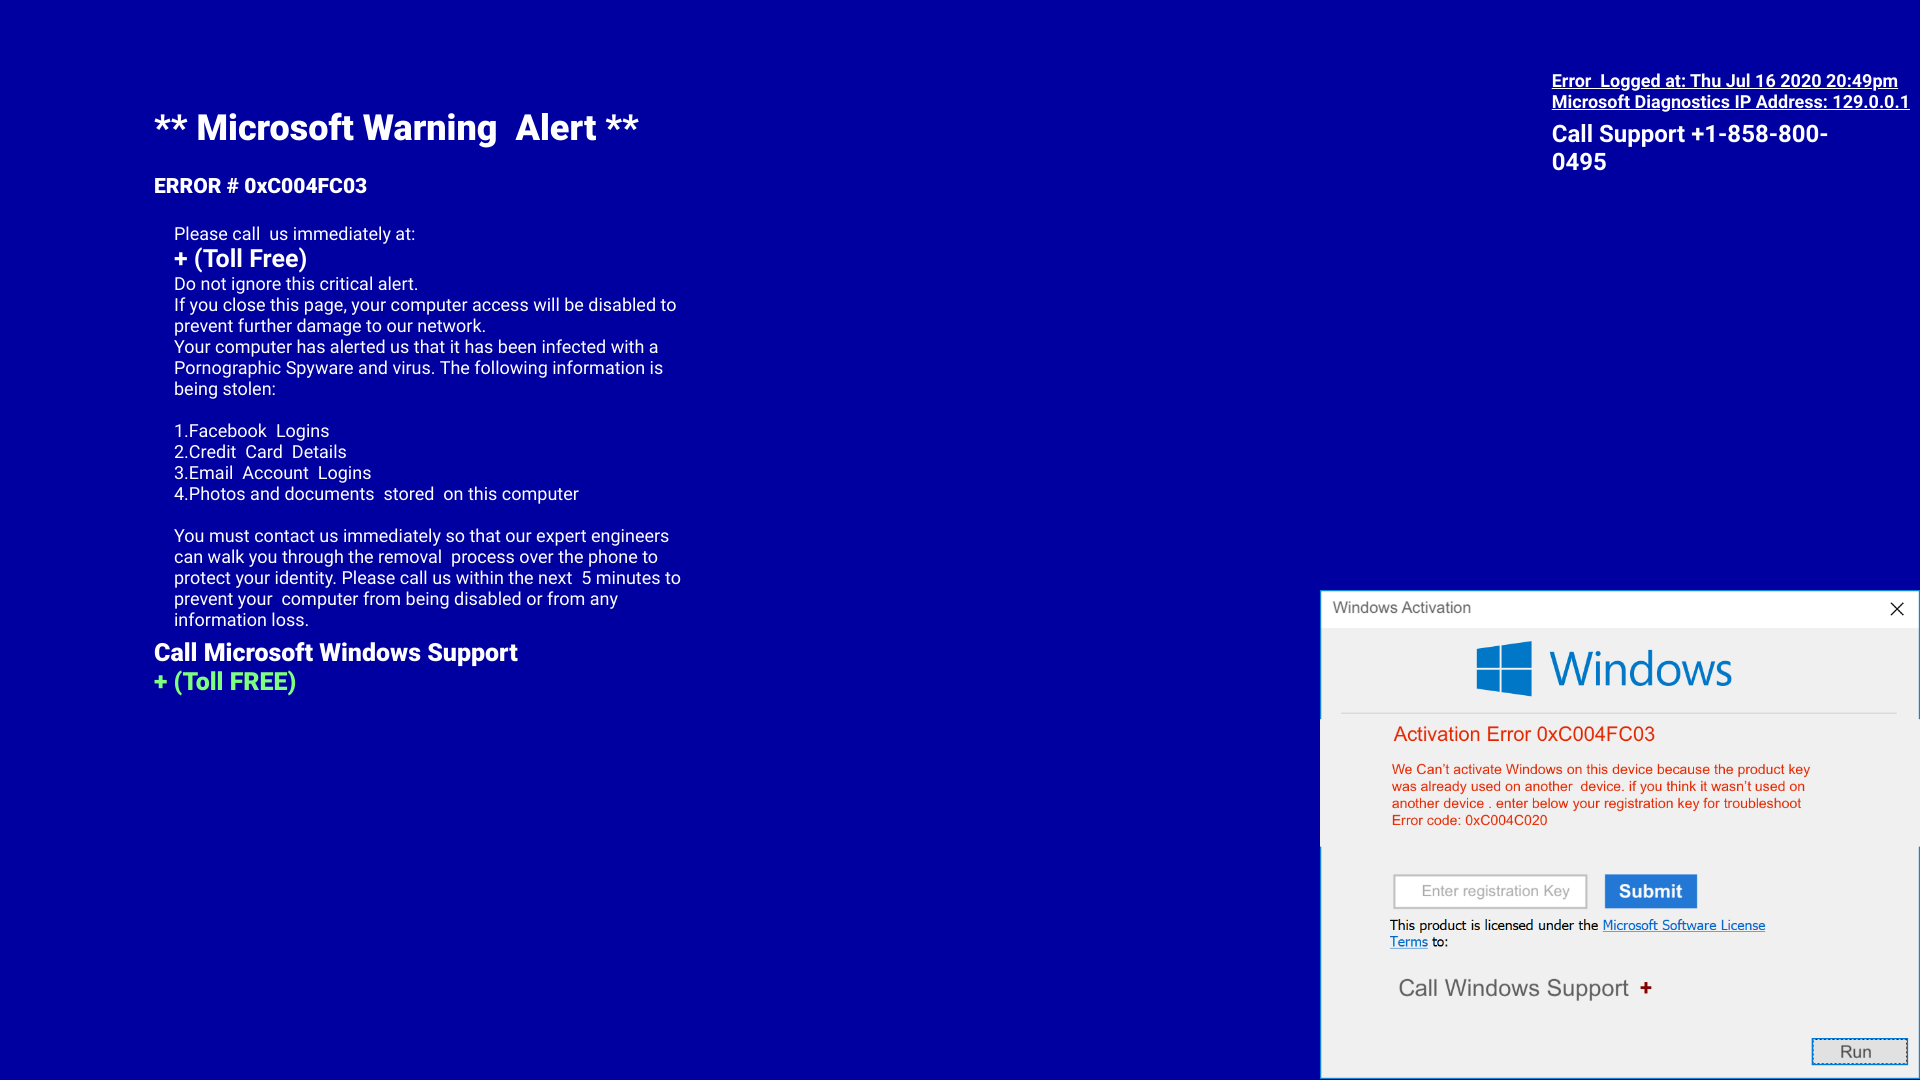 ** Microsoft Warning  Alert **
ERROR # 0xC004FC03
Please call  us immediately at:
+ (Toll Free)
Do not ignore this critical alert.
If you close this page, your computer access will be disabled to
prevent further damage to our network.
Your computer has alerted us that it has been infected with a
Pornographic Spyware and virus. The following information is
being stolen:
1.Facebook  Logins
2.Credit  Card  Details
3.Email  Account  Logins
4.Photos and documents  stored  on this computer
You must contact us immediately so that our expert engineers
can walk you through the removal  process over the phone to
protect your identity. Please call us within the next  5 minutes to
prevent your  computer from being disabled or from any
information loss.
Call Microsoft Windows Support
+ (Toll FREE)
Error  Logged at: Thu Jul 16 2020 20:49pm
Microsoft Diagnostics IP Address: 129.0.0.1
Call Support +1-858-800-
0495
Windows Activation
Windows
Activation Error 0xC004FC03
We Can't activate Windows on this device because the product key
was already used on another  device. if you think it wasn't used on
another device . enter below your registration key for troubleshoot
Error code: 0xC004C020
Enter registration Key
Submit
This product is licensed under the Microsoft Software License
Terms to:
Call Windows Support +
Run